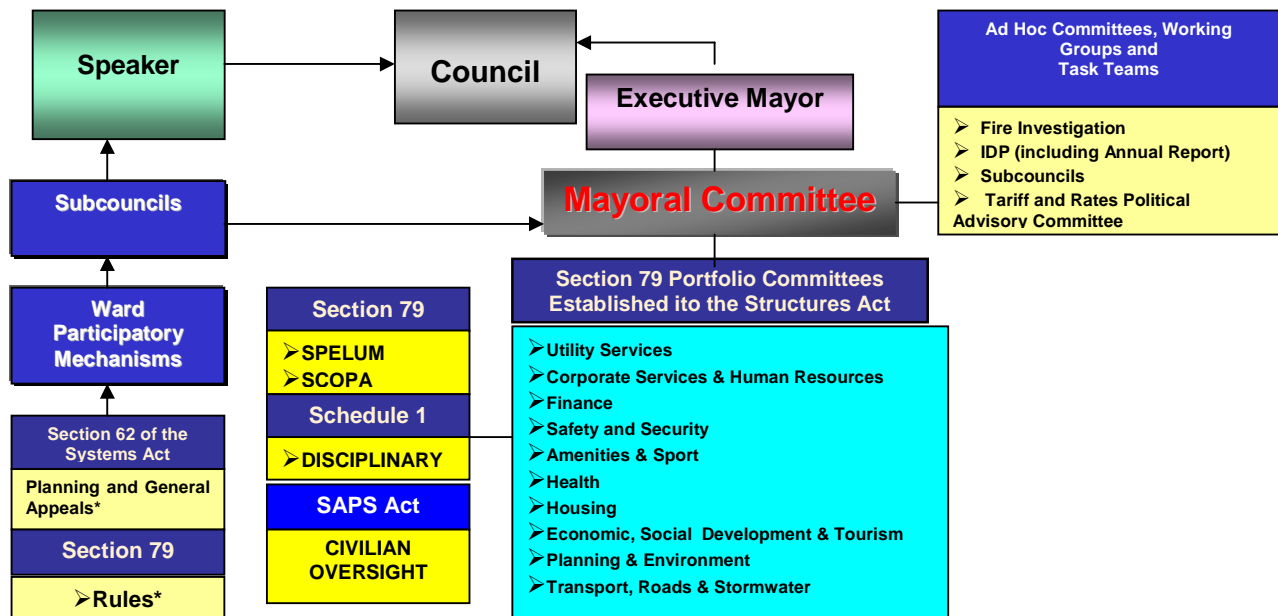 Speaker
Council
Executive Mayor
Ad Hoc Committees, Working
Groups and
Task Teams
➢ Fire Investigation
➢ IDP (including Annual Report)
➢ Subcouncils
➢ Tariff and Rates Political
Advisory Committee
Subcouncils
Mayoral Committee
Ward
Participatory
Mechanisms
Section 62 of the
Systems Act
Planning and General
Appeals*
Section 79
➢Rules*
Section 79
➢SPELUM
➢SCOPA
Schedule 1
➢DISCIPLINARY
SAPS Act
CIVILIAN
OVERSIGHT
Section 79 Portfolio Committees
Established ito the Structures Act
➢Utility Services
➢Corporate Services & Human Resources
➢Finance
➢Safety and Security
➢Amenities & Sport
➢Health
➢Housing
➢Economic, Social Development & Tourism
➢Planning & Environment
➢Transport, Roads & Stormwater